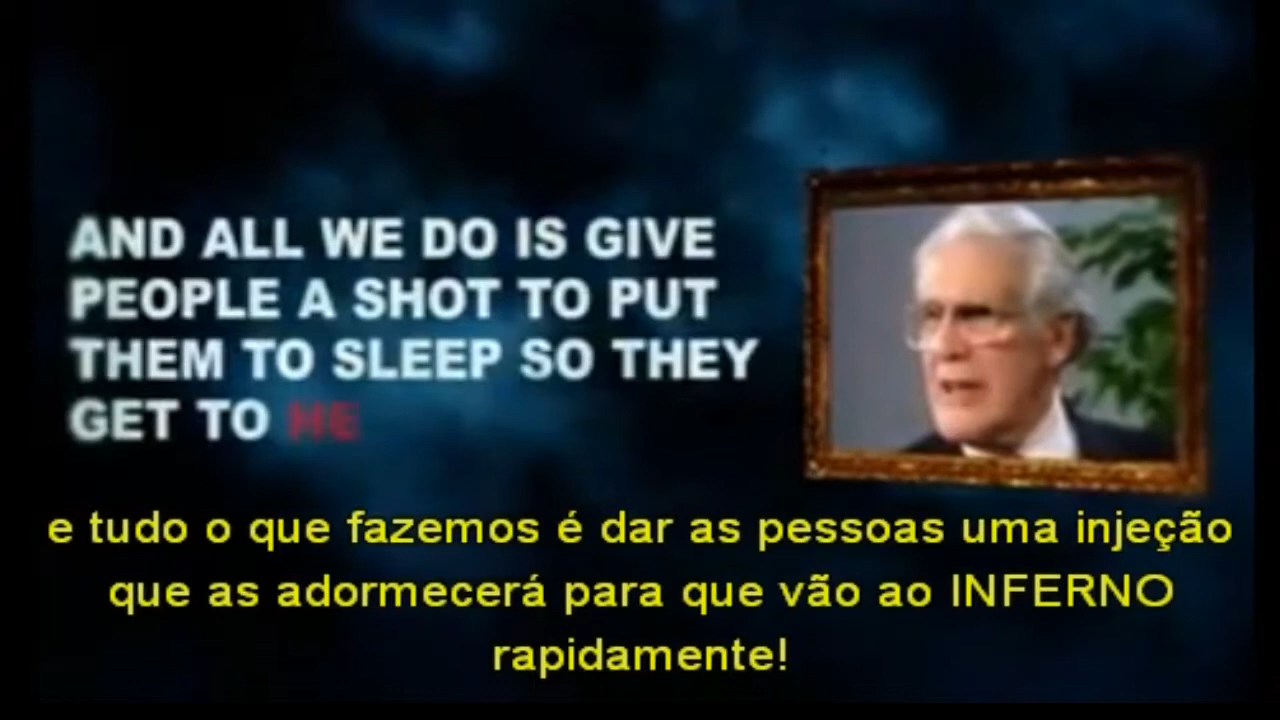 AND ALL WE DO IS GIVE
PEOPLE A SHOT TO PUT
THEM TO SLEEP SO THEY
GET TO HE
e tudo o que fazemos é dar as pessoas uma injeção
que as adormecerá para que vão ao INFERNO
rapidamente!